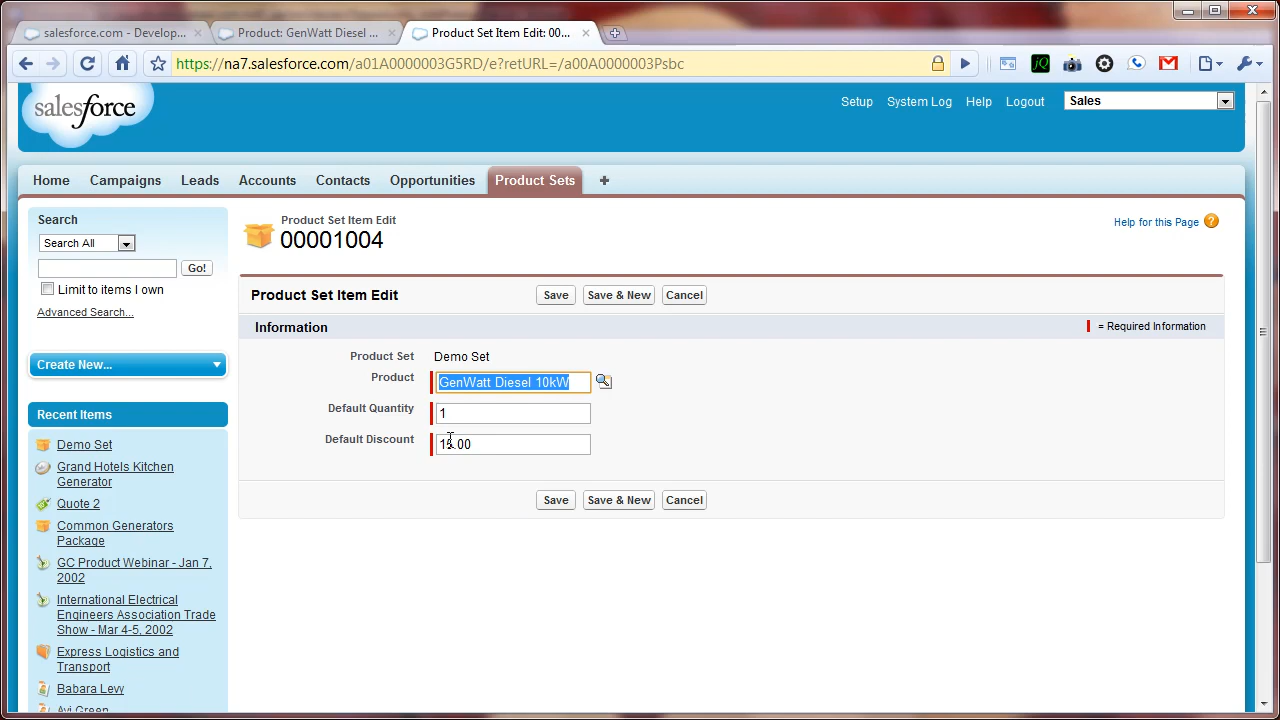 salesforce.com - Develop...
Product: GenWatt Diesel ...
Product Set Item Edit: 00...
https://na7.salesforce.com/a01A0000003G5RD/e?retURL=/a00A0000003Psbc
jQ
salesforce
Setup System Log Help Logout Sales
Home Campaigns Leads Accounts Contacts Opportunities Product Sets +
Search
Search All
Go!
Limit to items I own
Advanced Search...
Create New...
Recent Items
Demo Set
Grand Hotels Kitchen
Generator
Quote 2
Common Generators
Package
GC Product Webinar - Jan 7,
2002
International Electrical
Engineers Association Trade
Show - Mar 4-5, 2002
Express Logistics and
Transport
Babara Levy
Avi Green
Product Set Item Edit
00001004
Help for this Page ?
Product Set Item Edit Save Save & New Cancel
Information = Required Information
Product Set Demo Set
Product GenWatt Diesel 10kW
Default Quantity 1
Default Discount
Save Save & New Cancel